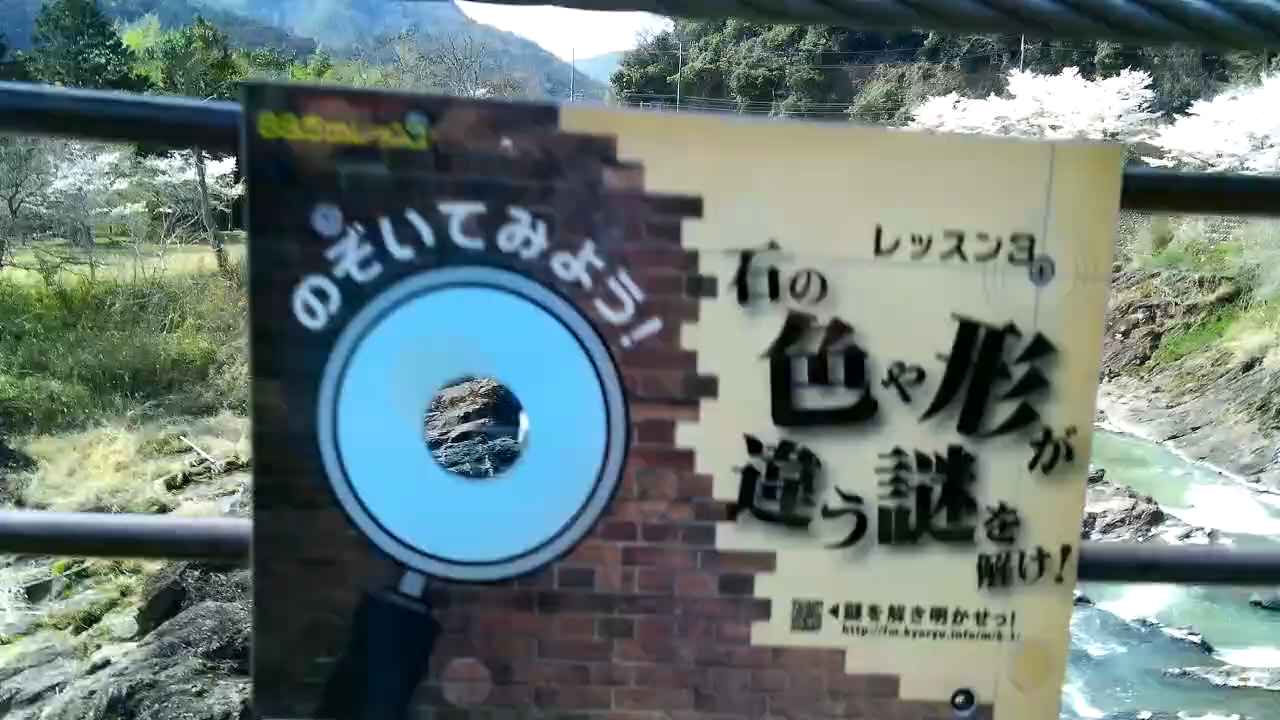 のぞいてみよう!
レッスン3
石の
色や形が
違う謎を
解け!
◀謎を解き明かせっ!